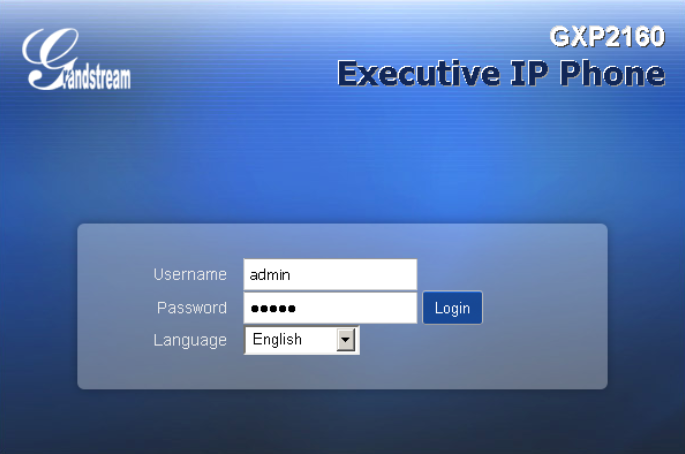 Grandstream
GXP2160
Executive IP Phone
Username admin
Password ●●●●● Login
Language English